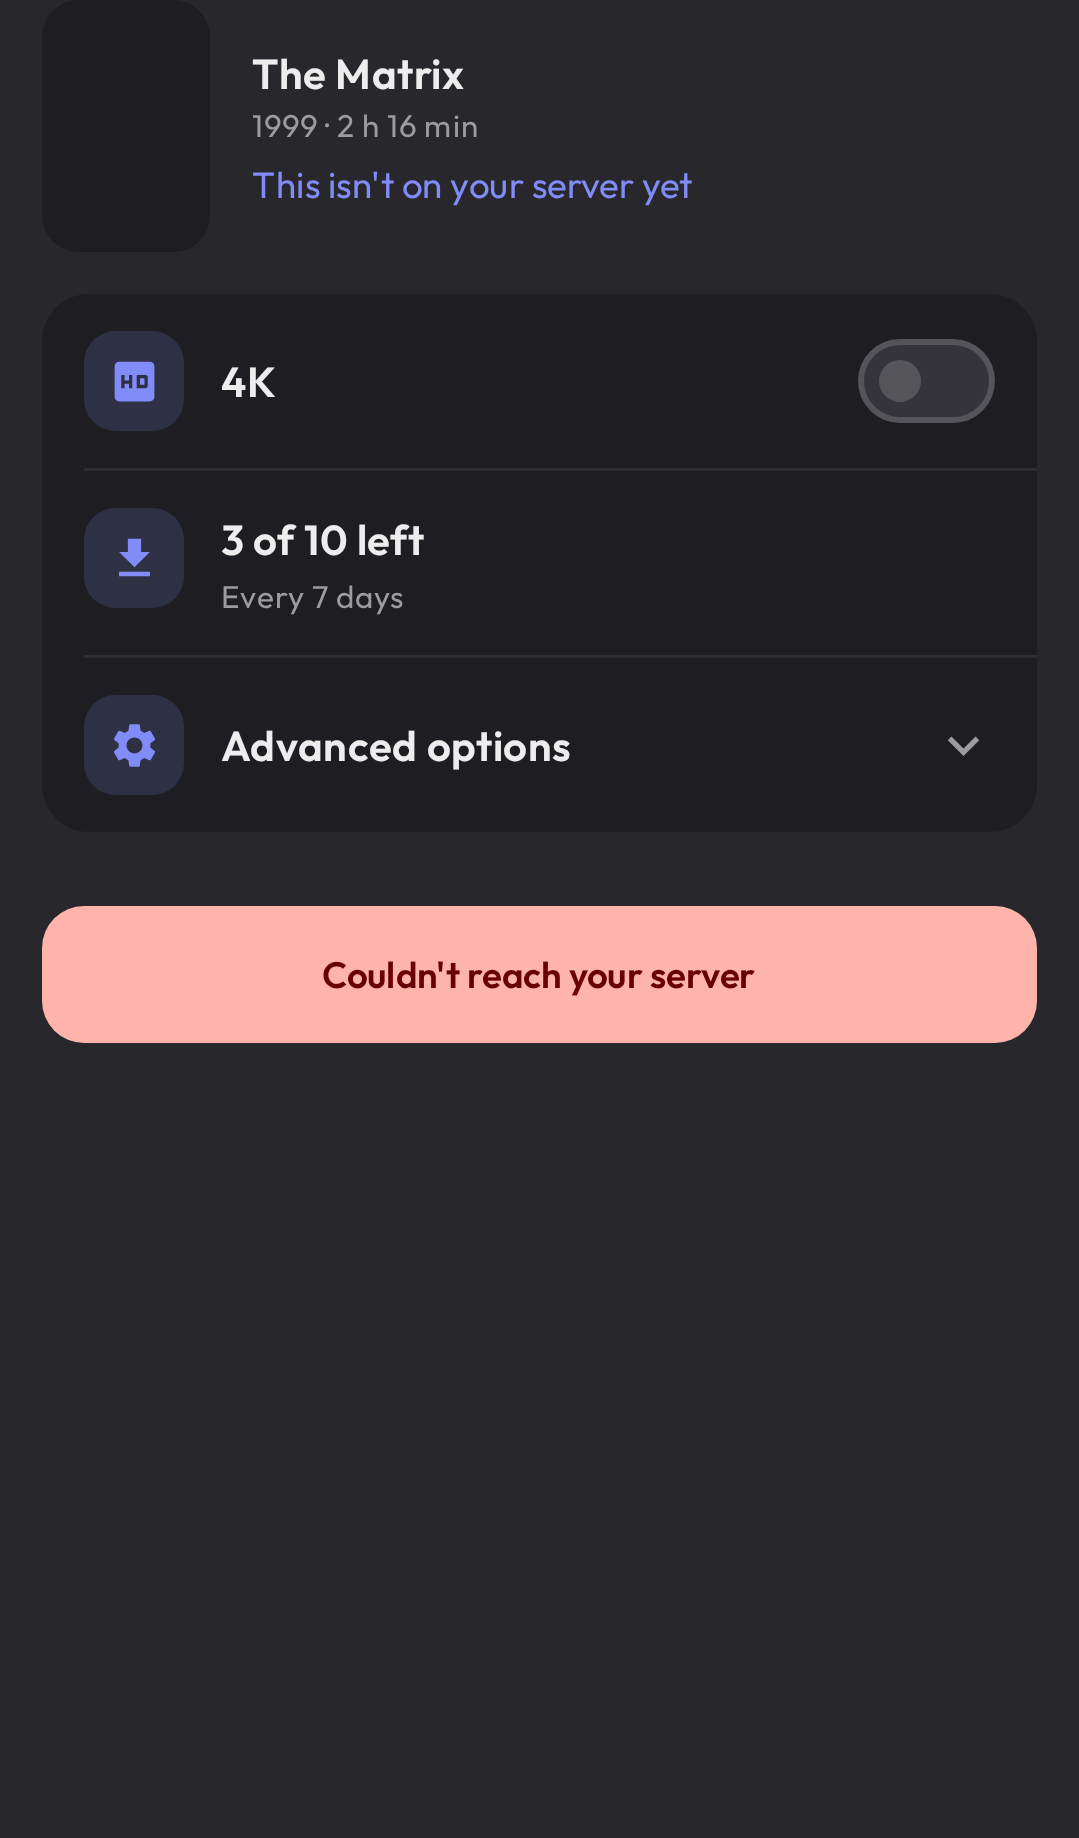 The Matrix
1999 · 2 h 16 min
This isn't on your server yet
HD
4K
3 of 10 left
Every 7 days
Advanced options
Couldn't reach your server